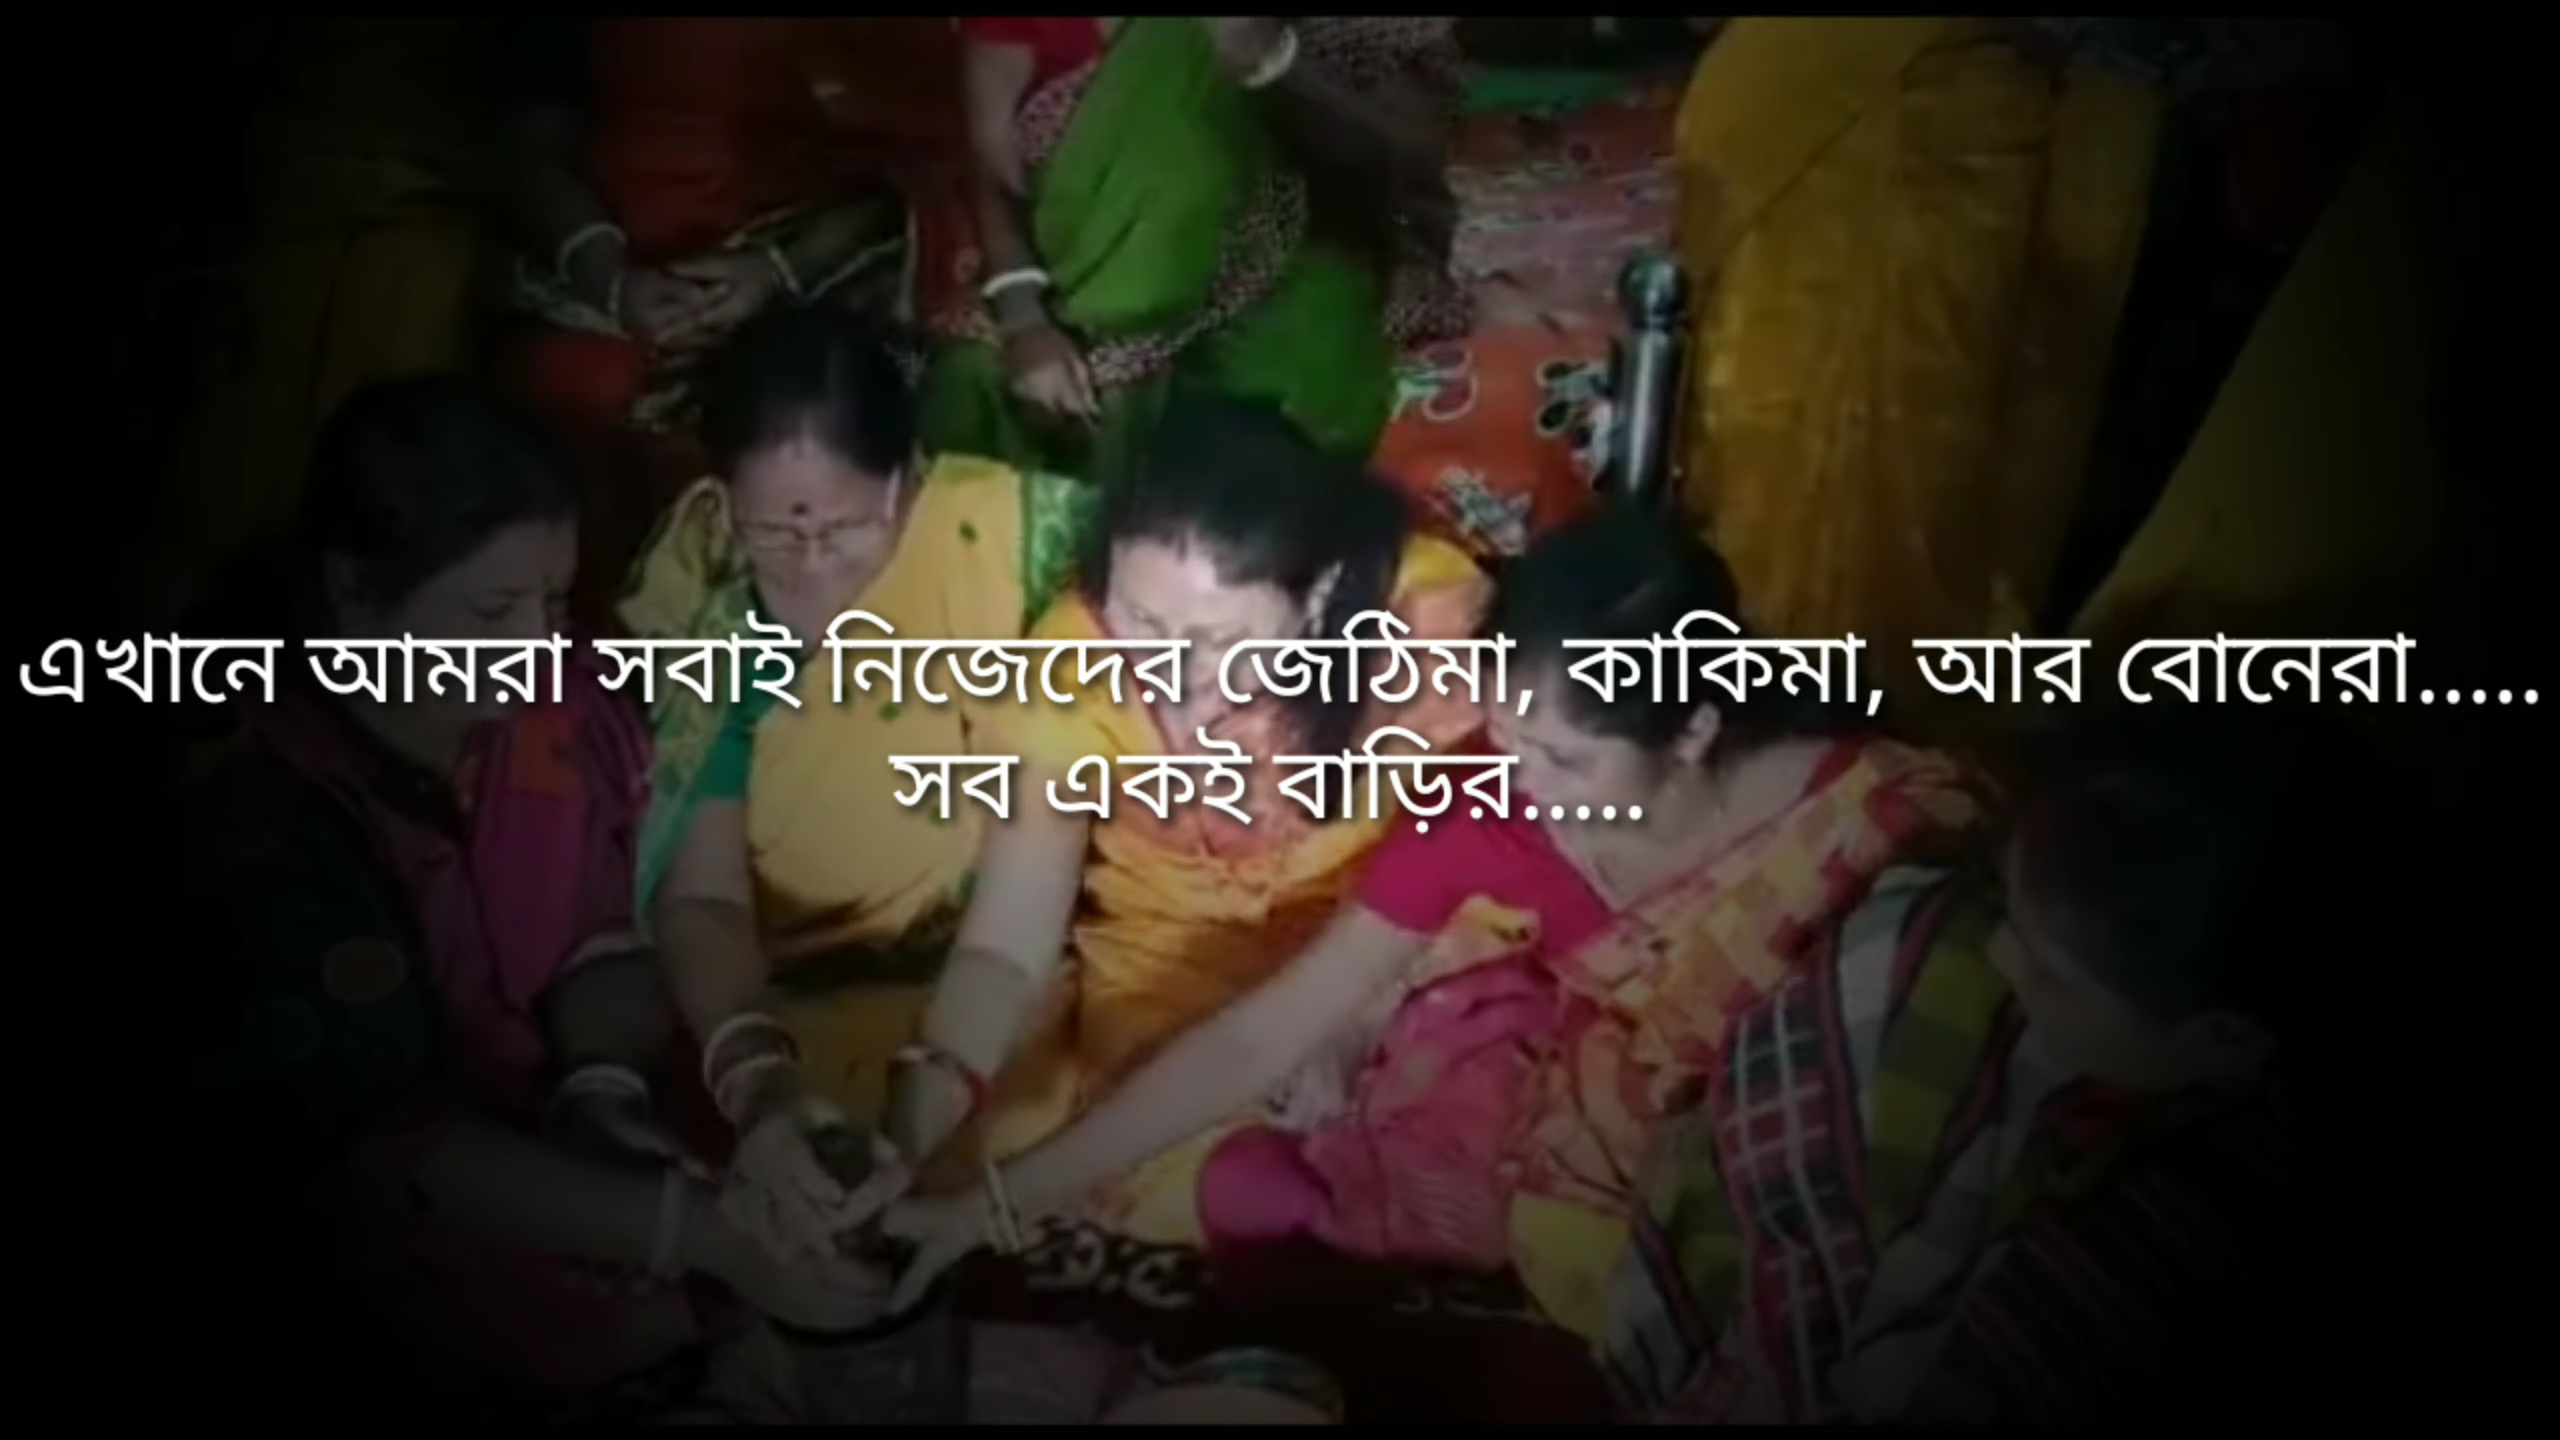 এখানে আমরা সবাই নিজেদের জেঠিমা, কাকিমা, আর বোনেরা.....
সব একই বাড়ির.....